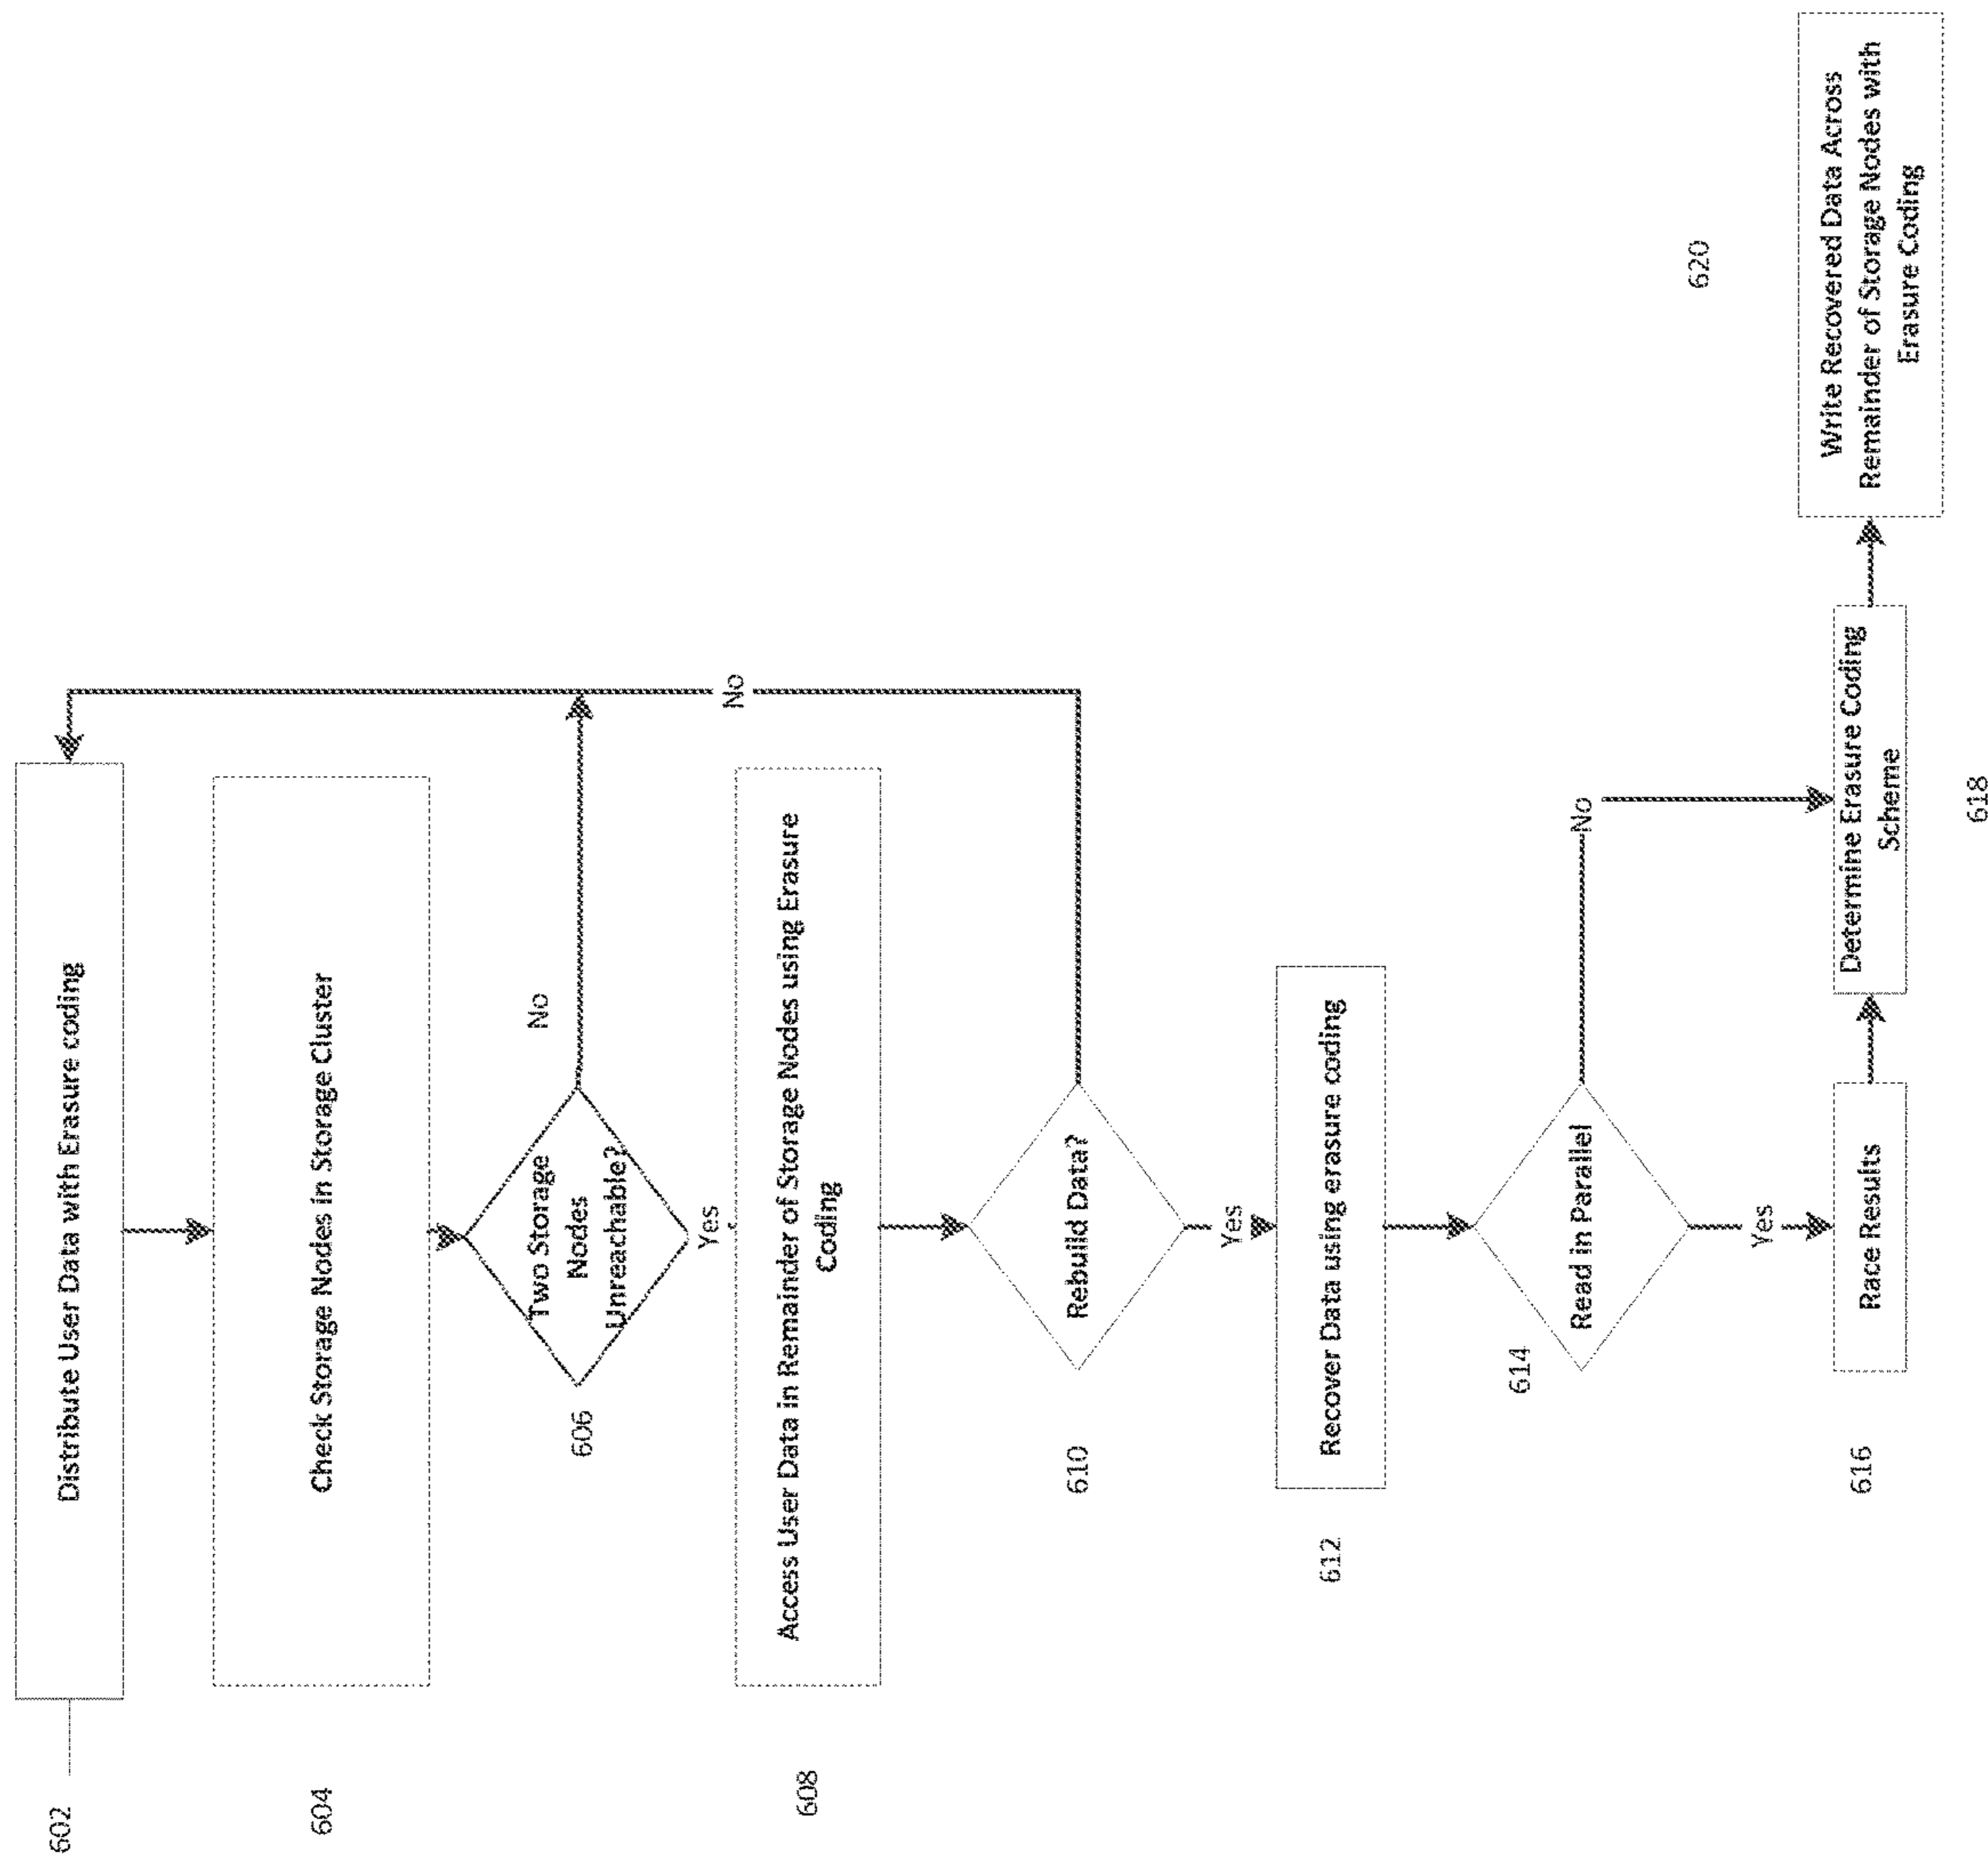 602
Distribute User Data with Erasure coding
604
Check Storage Nodes in Storage Cluster
606
Two Storage
Nodes
Unreachable?
No
Yes
608
Access User Data in Remainder of Storage Nodes using Erasure
Coding
No
610
Rebuild Data?
Yes
612
Recover Data using erasure coding
614
Read in Parallel
No
Yes
616
Race Results
Determine Erasure Coding
Scheme
618
620
Write Recovered Data Across
Remainder of Storage Nodes with
Erasure Coding